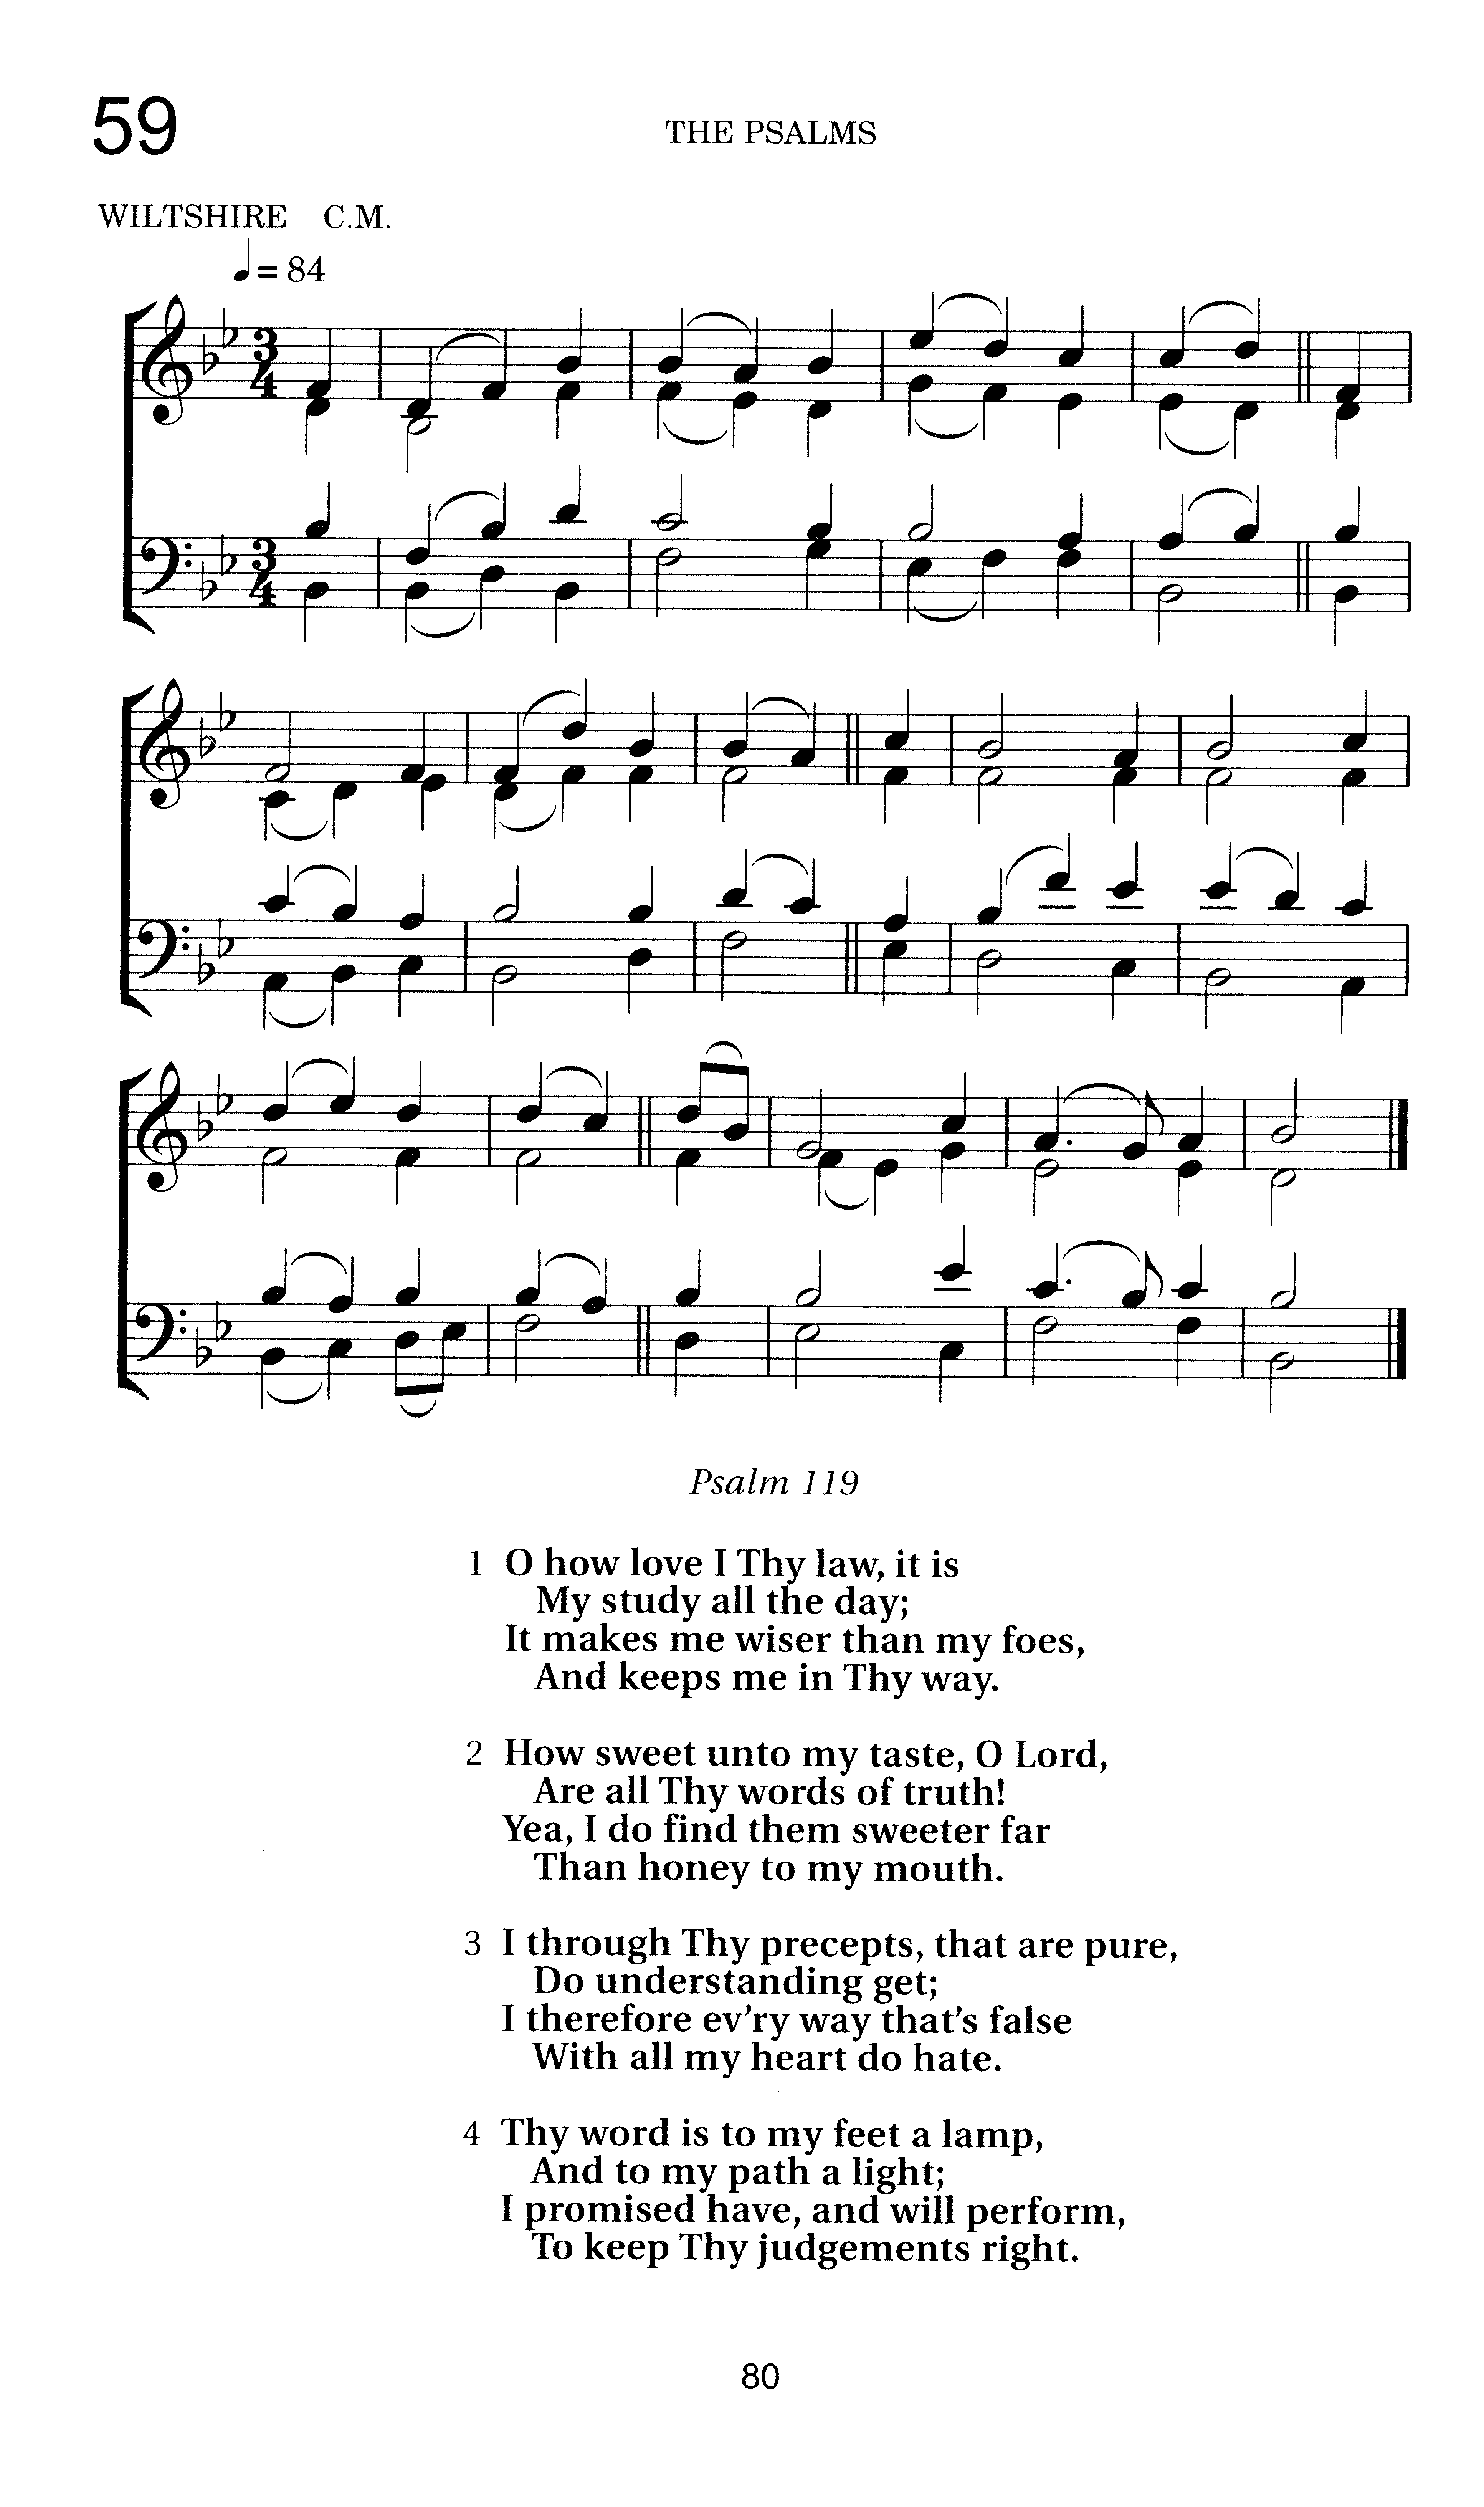 59
THE PSALMS
WILTSHIRE C.M.
♩ = 84
3
4
3
4
Psalm 119
1 O how love I Thy law, it is
My study all the day;
It makes me wiser than my foes,
And keeps me in Thy way.
2 How sweet unto my taste, O Lord,
Are all Thy words of truth!
Yea, I do find them sweeter far
Than honey to my mouth.
3 I through Thy precepts, that are pure,
Do understanding get;
I therefore ev’ry way that’s false
With all my heart do hate.
4 Thy word is to my feet a lamp,
And to my path a light;
I promised have, and will perform,
To keep Thy judgements right.
80